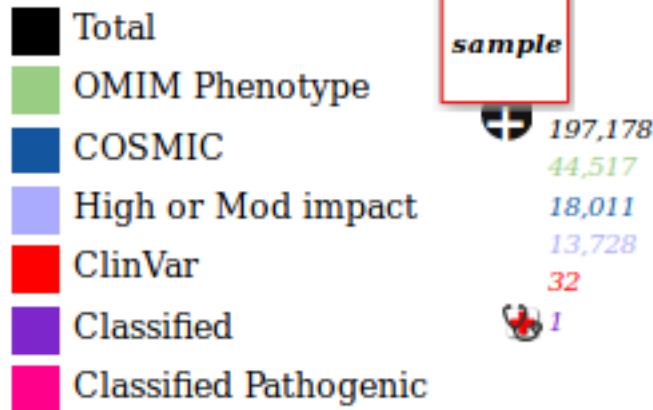 Total
OMIM Phenotype
COSMIC
High or Mod impact
ClinVar
Classified
Classified Pathogenic
sample
197,178
44,517
18,011
13,728
32
1